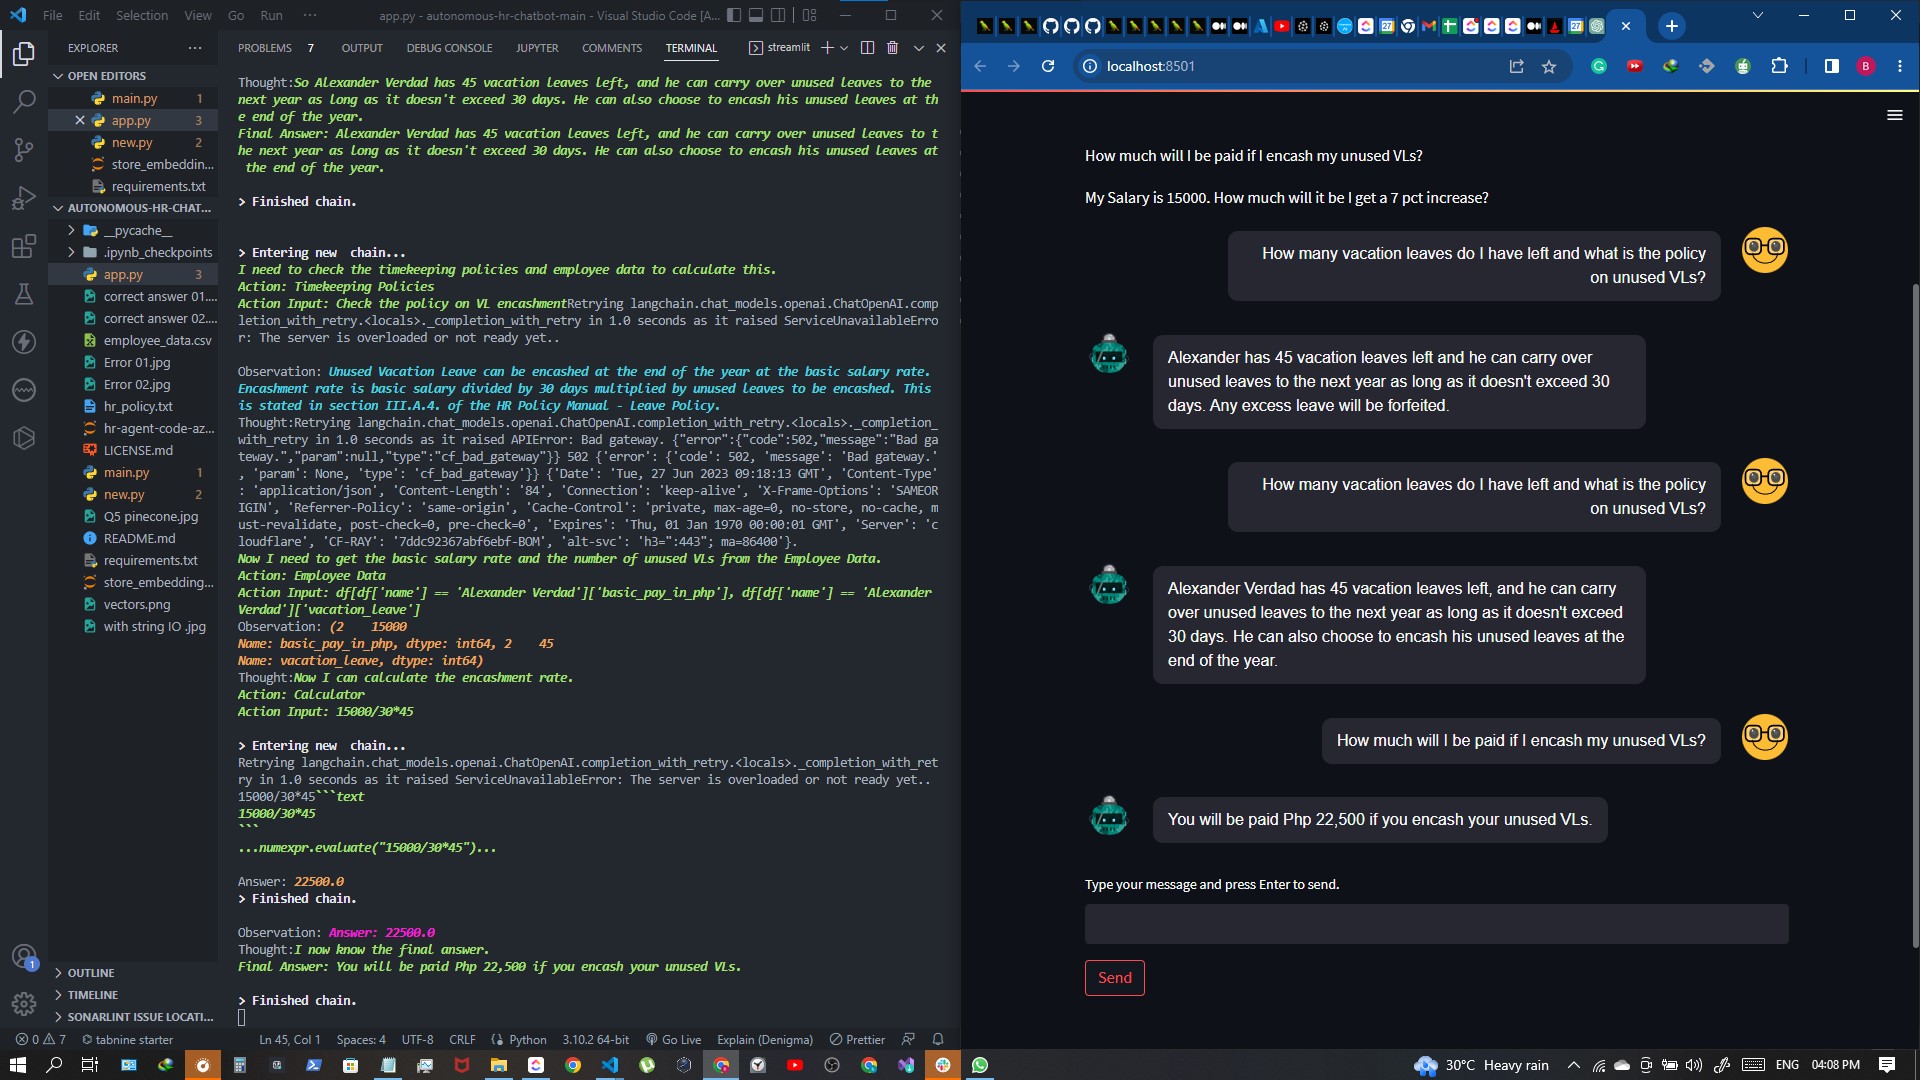 File Edit Selection View Go Run ··· app.py - autonomous-hr-chatbot-main - Visual Studio Code [A...
EXPLORER ···
OPEN EDITORS
main.py 1
app.py 3
new.py 2
store_embeddin...
requirements.txt
AUTONOMOUS-HR-CHAT...
__pycache__
.ipynb_checkpoints
app.py 3
correct answer 01....
correct answer 02....
employee_data.csv
Error 01.jpg
Error 02.jpg
hr_policy.txt
hr-agent-code-az...
LICENSE.md
main.py 1
new.py 2
Q5 pinecone.jpg
README.md
requirements.txt
store_embedding...
vectors.png
with string IO .jpg
OUTLINE
TIMELINE
SONARLINT ISSUE LOCATI...
1
PROBLEMS 7 OUTPUT DEBUG CONSOLE JUPYTER COMMENTS TERMINAL streamlit
Thought:So Alexander Verdad has 45 vacation leaves left, and he can carry over unused leaves to the
next year as long as it doesn't exceed 30 days. He can also choose to encash his unused leaves at th
e end of the year.
Final Answer: Alexander Verdad has 45 vacation leaves left, and he can carry over unused leaves to t
he next year as long as it doesn't exceed 30 days. He can also choose to encash his unused leaves at
the end of the year.
> Finished chain.
> Entering new chain...
I need to check the timekeeping policies and employee data to calculate this.
Action: Timekeeping Policies
Action Input: Check the policy on VL encashmentRetrying langchain.chat_models.openai.ChatOpenAI.comp
letion_with_retry.<locals>._completion_with_retry in 1.0 seconds as it raised ServiceUnavailableErro
r: The server is overloaded or not ready yet..
Observation: Unused Vacation Leave can be encashed at the end of the year at the basic salary rate.
Encashment rate is basic salary divided by 30 days multiplied by unused leaves to be encashed. This
is stated in section III.A.4. of the HR Policy Manual - Leave Policy.
Thought:Retrying langchain.chat_models.openai.ChatOpenAI.completion_with_retry.<locals>._completion_
with_retry in 1.0 seconds as it raised APIError: Bad gateway. {"error":{"code":502,"message":"Bad ga
teway.","param":null,"type":"cf_bad_gateway"}} 502 {'error': {'code': 502, 'message': 'Bad gateway.'
, 'param': None, 'type': 'cf_bad_gateway'}} {'Date': 'Tue, 27 Jun 2023 09:18:13 GMT', 'Content-Type'
: 'application/json', 'Content-Length': '84', 'Connection': 'keep-alive', 'X-Frame-Options': 'SAMEOR
IGIN', 'Referrer-Policy': 'same-origin', 'Cache-Control': 'private, max-age=0, no-store, no-cache, m
ust-revalidate, post-check=0, pre-check=0', 'Expires': 'Thu, 01 Jan 1970 00:00:01 GMT', 'Server': 'c
loudflare', 'CF-RAY': '7ddc92367abf6ebf-BOM', 'alt-svc': 'h3=":443"; ma=86400'}.
Now I need to get the basic salary rate and the number of unused VLs from the Employee Data.
Action: Employee Data
Action Input: df[df['name'] == 'Alexander Verdad']['basic_pay_in_php'], df[df['name'] == 'Alexander
Verdad']['vacation_leave']
Observation: (2 15000
Name: basic_pay_in_php, dtype: int64, 2 45
Name: vacation_leave, dtype: int64)
Thought:Now I can calculate the encashment rate.
Action: Calculator
Action Input: 15000/30*45
> Entering new chain...
Retrying langchain.chat_models.openai.ChatOpenAI.completion_with_retry.<locals>._completion_with_ret
ry in 1.0 seconds as it raised ServiceUnavailableError: The server is overloaded or not ready yet..
15000/30*45```text
15000/30*45
```
...numexpr.evaluate("15000/30*45")...
Answer: 22500.0
> Finished chain.
Observation: Answer: 22500.0
Thought:I now know the final answer.
Final Answer: You will be paid Php 22,500 if you encash your unused VLs.
> Finished chain.
0 7 tabnine starter Ln 45, Col 1 Spaces: 4 UTF-8 CRLF Python 3.10.2 64-bit Go Live Explain (Denigma) Prettier
localhost:8501
B
How much will I be paid if I encash my unused VLs?
My Salary is 15000. How much will it be I get a 7 pct increase?
How many vacation leaves do I have left and what is the policy
on unused VLs?
Alexander has 45 vacation leaves left and he can carry over
unused leaves to the next year as long as it doesn't exceed 30
days. Any excess leave will be forfeited.
How many vacation leaves do I have left and what is the policy
on unused VLs?
Alexander Verdad has 45 vacation leaves left, and he can carry
over unused leaves to the next year as long as it doesn't exceed
30 days. He can also choose to encash his unused leaves at the
end of the year.
How much will I be paid if I encash my unused VLs?
You will be paid Php 22,500 if you encash your unused VLs.
Type your message and press Enter to send.
Send
30°C Heavy rain ENG 04:08 PM